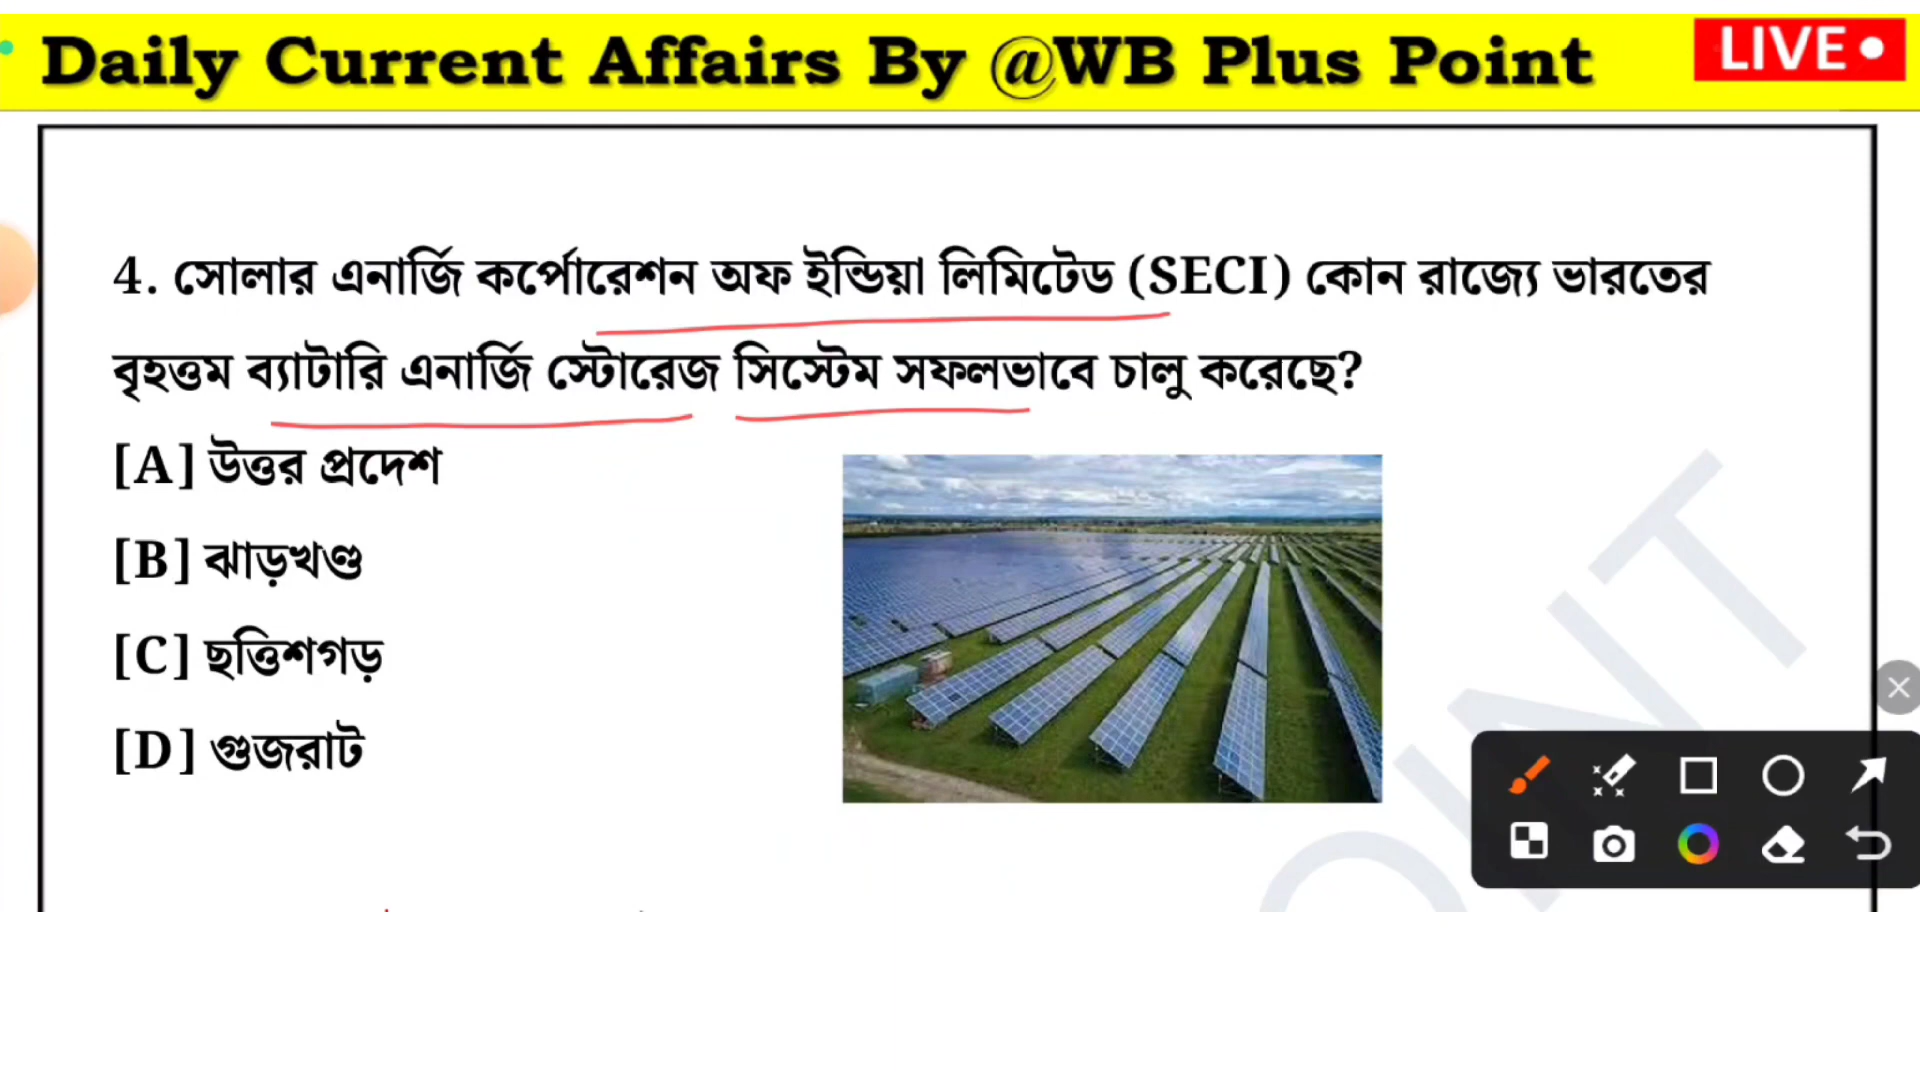 Daily Current Affairs By @WB Plus Point
LIVE
4. সোলার এনার্জি কর্পোরেশন অফ ইন্ডিয়া লিমিটেড (SECI) কোন রাজ্যে ভারতের
বৃহত্তম ব্যাটারি এনার্জি স্টোরেজ সিস্টেম সফলভাবে চালু করেছে?
[A] উত্তর প্রদেশ
[B] ঝাড়খণ্ড
[C] ছত্তিশগড়
[D] গুজরাট
OINT